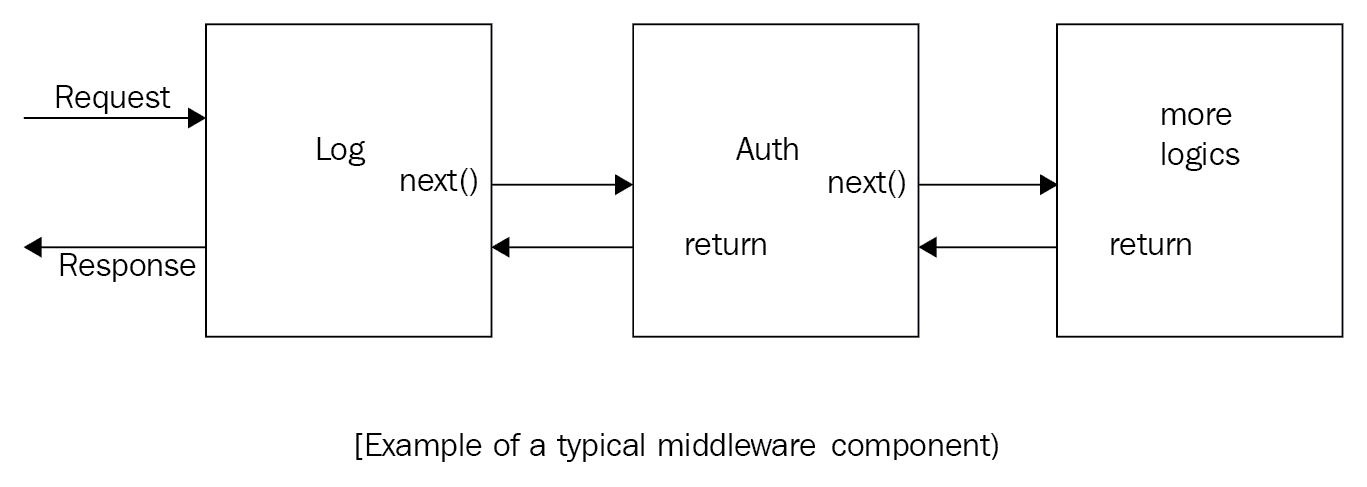 Request
Log
next()
Response
Auth
next()
return
more
logics
return
[Example of a typical middleware component)